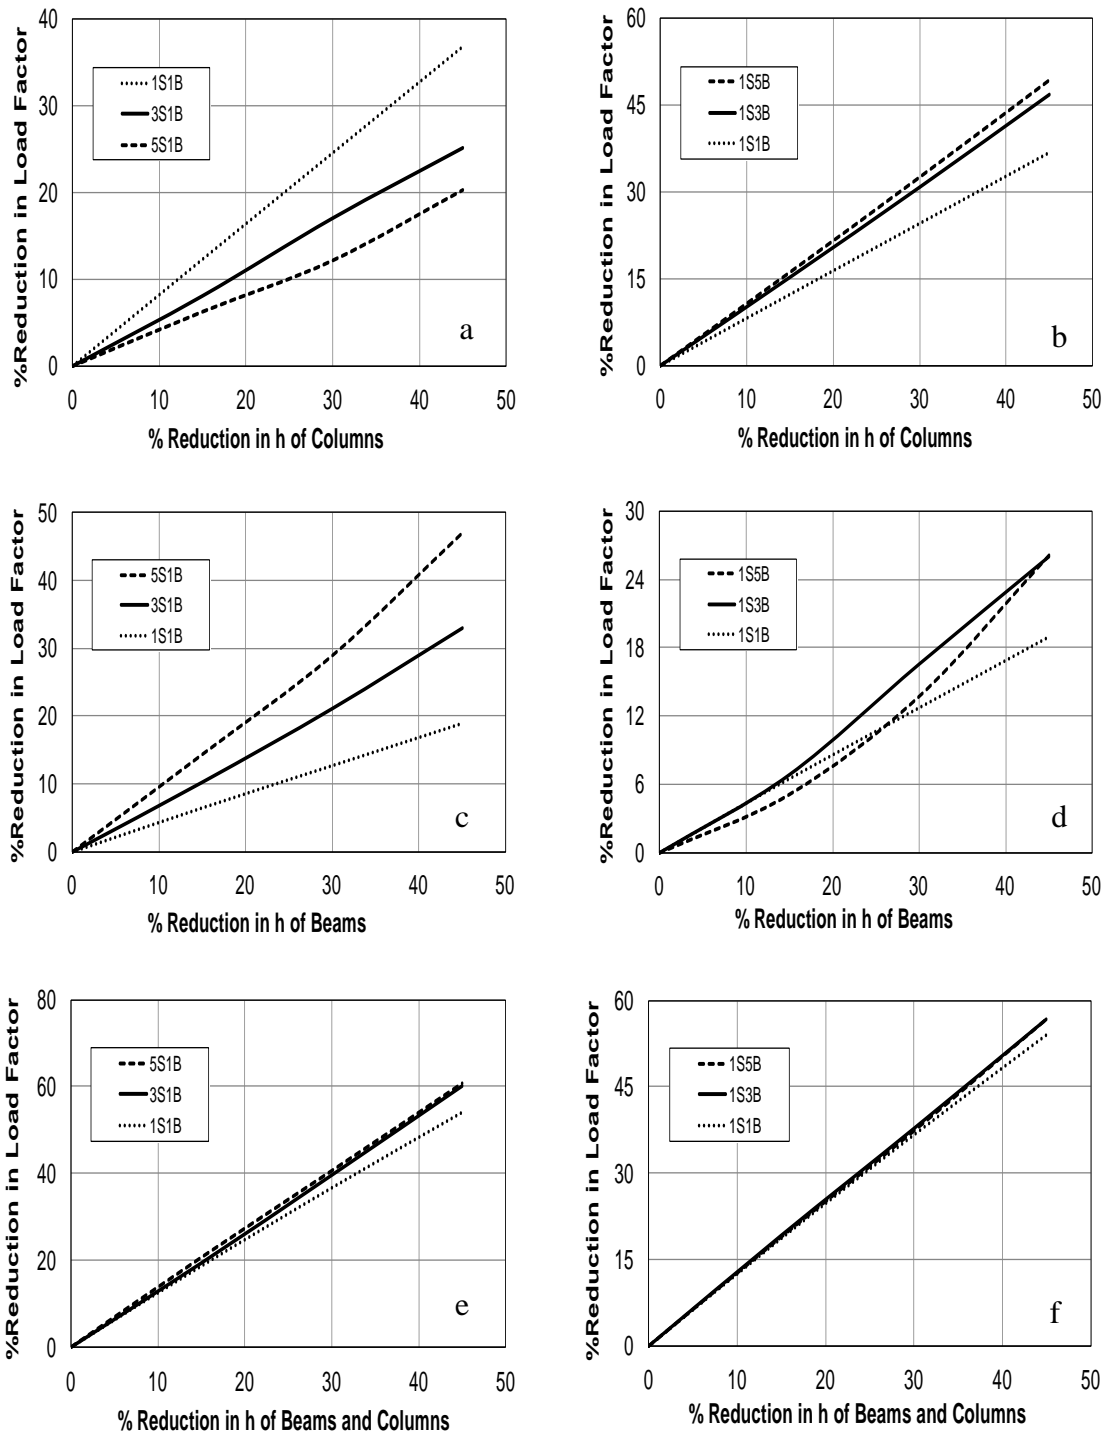 %Reduction in Load Factor
40
30
20
10
0
1S1B
3S1B
5S1B
a
0 10 20 30 40 50
% Reduction in h of Columns
%Reduction in Load Factor
60
45
30
15
0
1S5B
1S3B
1S1B
b
0 10 20 30 40 50
% Reduction in h of Columns
%Reduction in Load Factor
50
40
30
20
10
0
5S1B
3S1B
1S1B
c
0 10 20 30 40 50
% Reduction in h of Beams
%Reduction in Load Factor
30
24
18
12
6
0
1S5B
1S3B
1S1B
d
0 10 20 30 40 50
% Reduction in h of Beams
%Reduction in Load Factor
80
60
40
20
0
5S1B
3S1B
1S1B
e
0 10 20 30 40 50
% Reduction in h of Beams and Columns
%Reduction in Load Factor
60
45
30
15
0
1S5B
1S3B
1S1B
f
0 10 20 30 40 50
% Reduction in h of Beams and Columns